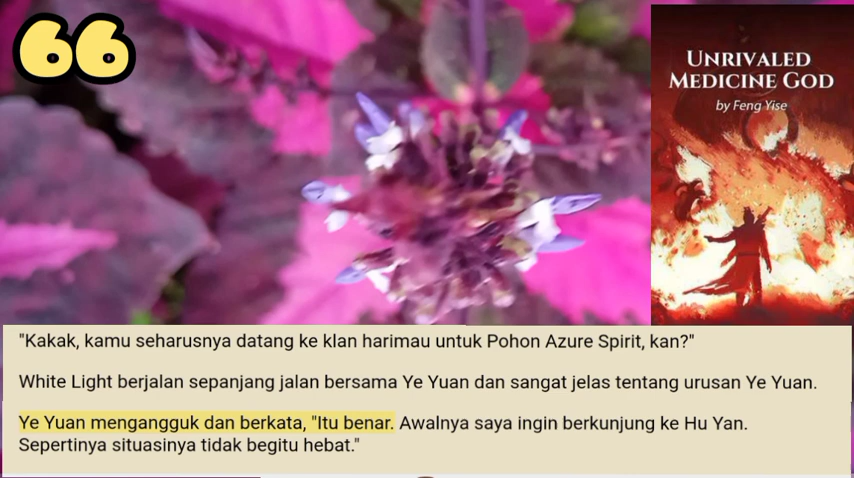 66
UNRIVALED
MEDICINE GOD
by Feng Yise
"Kakak, kamu seharusnya datang ke klan harimau untuk Pohon Azure Spirit, kan?"
White Light berjalan sepanjang jalan bersama Ye Yuan dan sangat jelas tentang urusan Ye Yuan.
Ye Yuan mengangguk dan berkata, "Itu benar. Awalnya saya ingin berkunjung ke Hu Yan.
Sepertinya situasinya tidak begitu hebat."